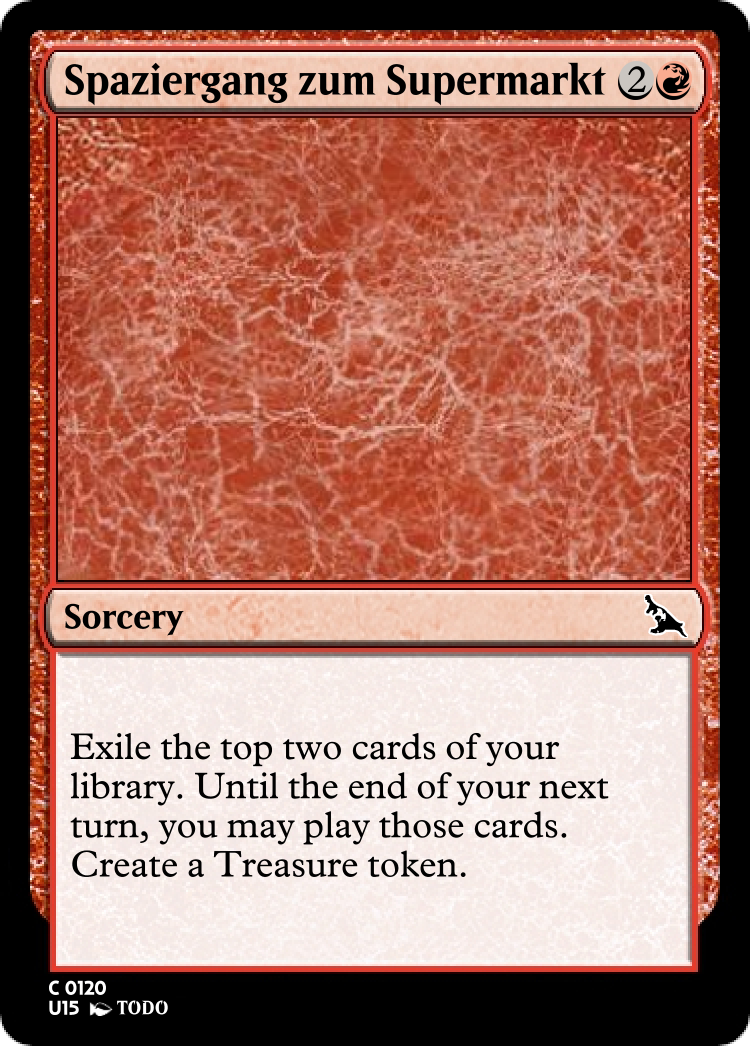 Spaziergang zum Supermarkt 2
Sorcery
Exile the top two cards of your
library. Until the end of your next
turn, you may play those cards.
Create a Treasure token.
C 0120
U15 TODO